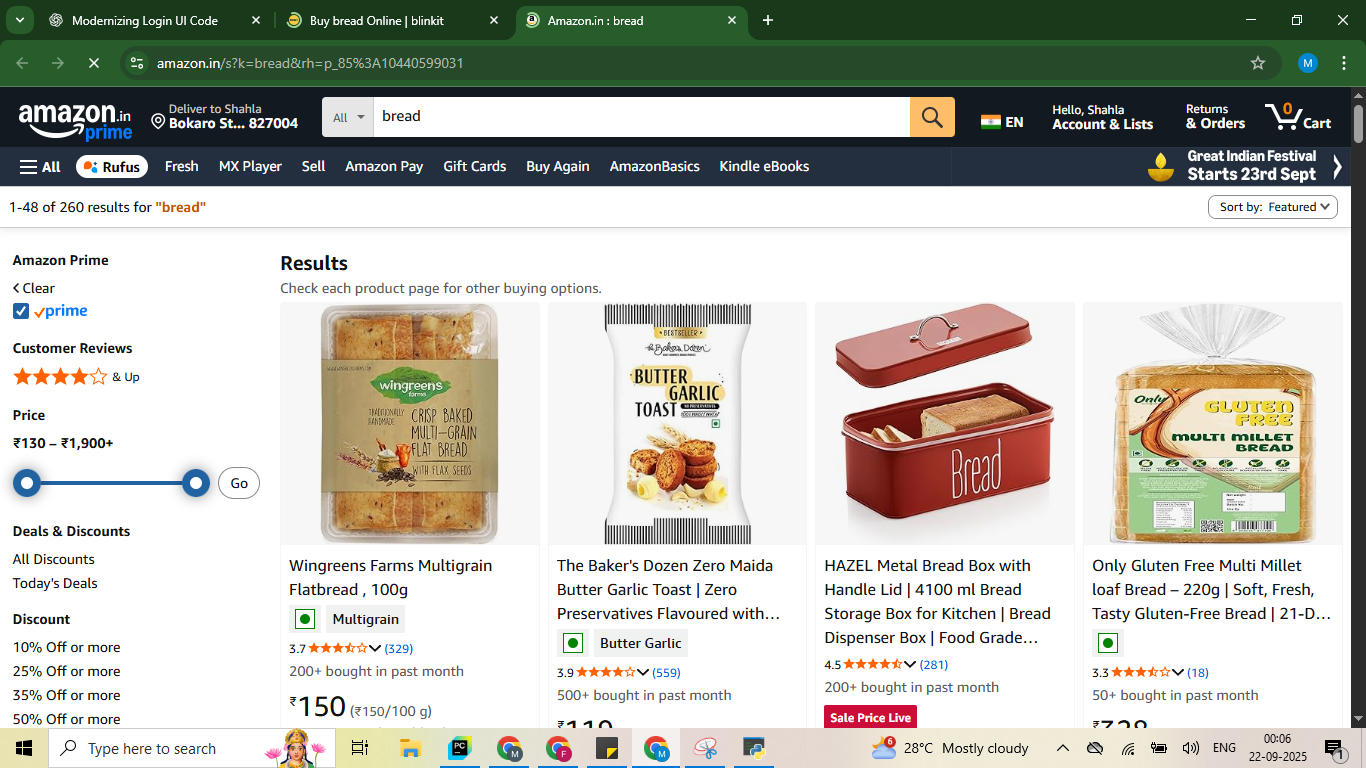 Modernizing Login UI Code
Buy bread Online | blinkit
Amazon.in : bread
amazon.in/s?k=bread&rh=p_85%3A10440599031
M
amazon.in
prime
Deliver to Shahla
Bokaro St... 827004
All
bread
EN
Hello, Shahla
Account & Lists
Returns
& Orders
0
Cart
All
Rufus
Fresh
MX Player
Sell
Amazon Pay
Gift Cards
Buy Again
AmazonBasics
Kindle eBooks
Great Indian Festival
Starts 23rd Sept
1-48 of 260 results for "bread"
Sort by: Featured
Amazon Prime
Clear
prime
Customer Reviews
& Up
Price
₹130 – ₹1,900+
Go
Deals & Discounts
All Discounts
Today's Deals
Discount
10% Off or more
25% Off or more
35% Off or more
50% Off or more
Results
Check each product page for other buying options.
wingreens
farms
TRADITIONALLY
HANDMADE
CRISP BAKED
MULTI-GRAIN
FLAT BREAD
WITH FLAX SEEDS
BESTSELLER
the Baker's Dozen
BUTTER
GARLIC
TOAST
Bread
Only
GLUTEN
FREE
MULTI MILLET
BREAD
Wingreens Farms Multigrain
Flatbread , 100g
Multigrain
3.7
(329)
200+ bought in past month
₹150 (₹150/100 g)
The Baker's Dozen Zero Maida
Butter Garlic Toast | Zero
Preservatives Flavoured with…
Butter Garlic
3.9
(559)
500+ bought in past month
₹119
HAZEL Metal Bread Box with
Handle Lid | 4100 ml Bread
Storage Box for Kitchen | Bread
Dispenser Box | Food Grade…
4.5
(281)
200+ bought in past month
Sale Price Live
Only Gluten Free Multi Millet
loaf Bread – 220g | Soft, Fresh,
Tasty Gluten-Free Bread | 21-D…
3.3
(18)
50+ bought in past month
₹328
Type here to search
PC
M
F
M
6
28°C Mostly cloudy
ENG
00:06
22-09-2025
1